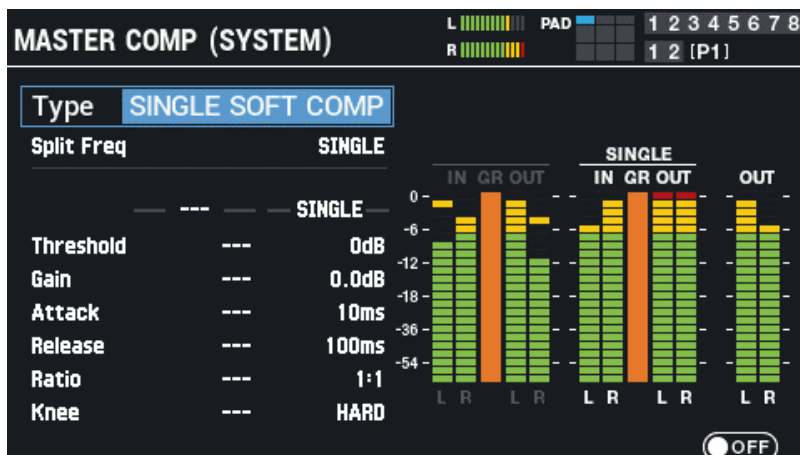 MASTER COMP (SYSTEM)
L
R
PAD
1 2 3 4 5 6 7 8
1 2 [P1]
Type SINGLE SOFT COMP
Split Freq SINGLE
--- SINGLE
Threshold --- 0dB
Gain --- 0.0dB
Attack --- 10ms
Release --- 100ms
Ratio --- 1:1
Knee --- HARD
SINGLE
IN GR OUT IN GR OUT OUT
0
-6
-12
-18
-36
-54
L R L R L R L R L R
OFF